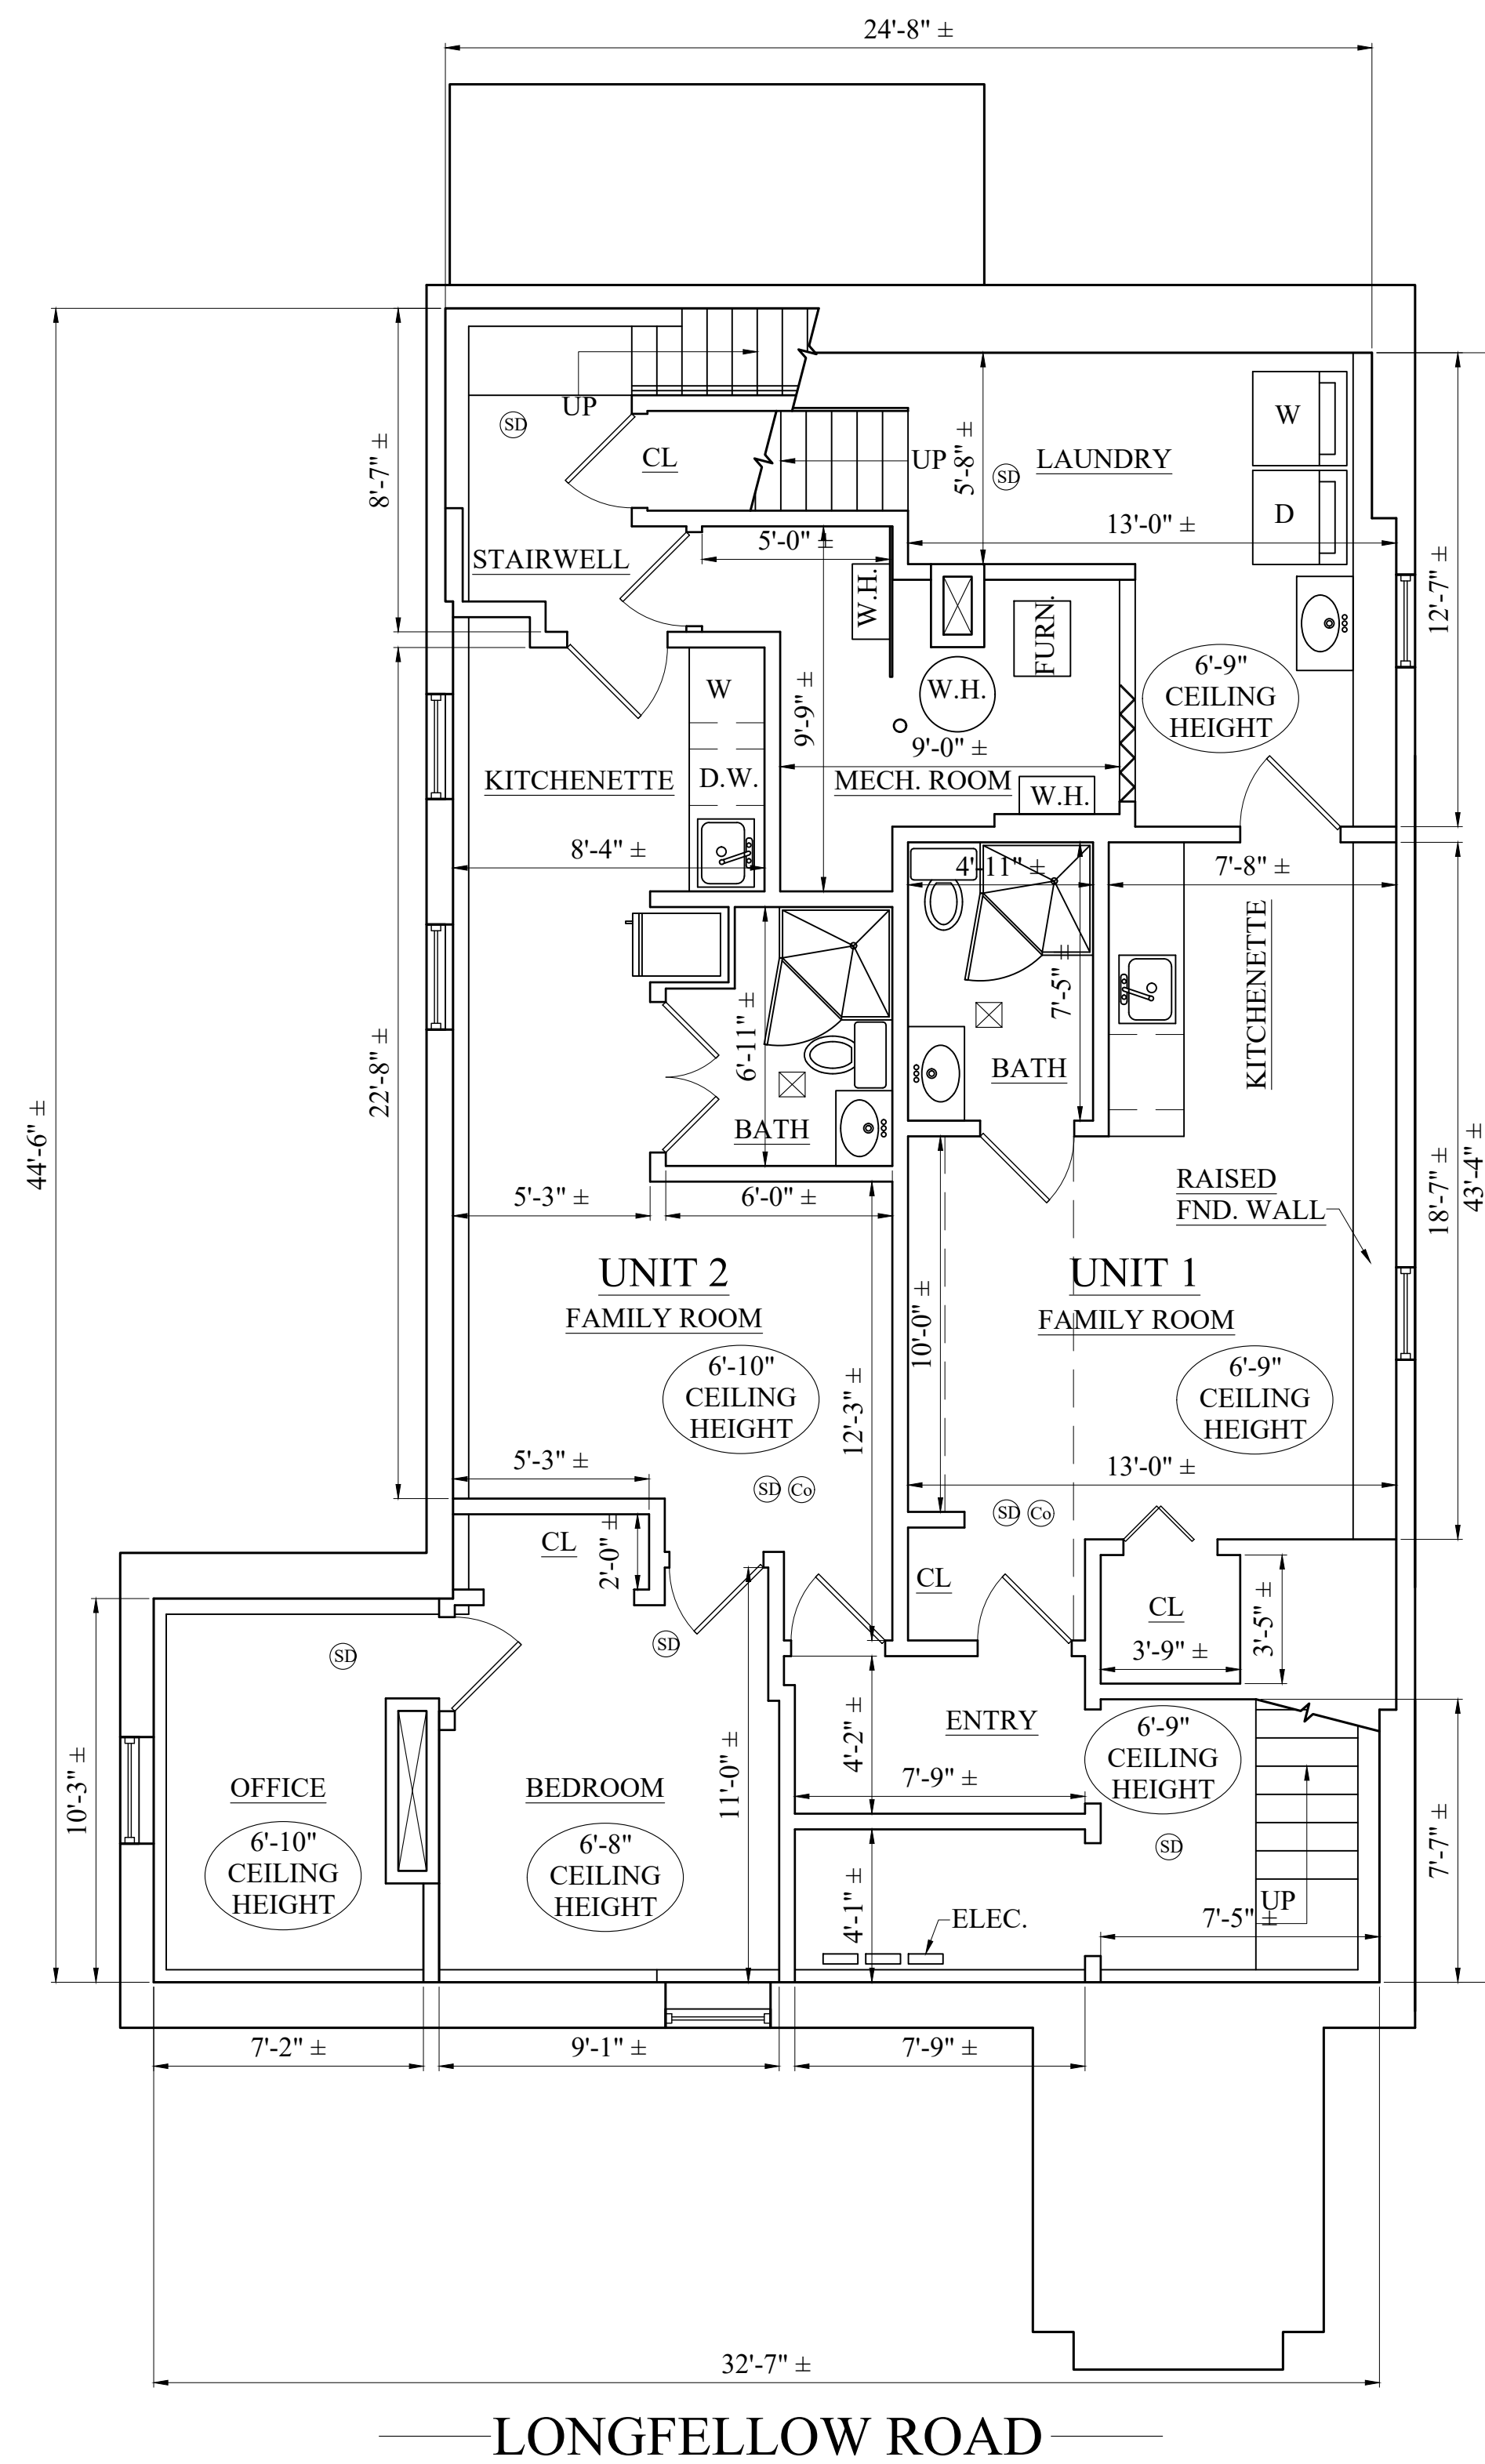 24'-8" ±
UP
SD
CL
UP
5'-8" ±
SD
LAUNDRY
W
D
8'-7" ±
13'-0" ±
5'-0" ±
STAIRWELL
W.H.
FURN.
12'-7" ±
6'-9"
CEILING
HEIGHT
W
W.H.
9'-9" ±
9'-0" ±
KITCHENETTE
D.W.
MECH. ROOM
W.H.
8'-4" ±
4'-11" ±
7'-8" ±
KITCHENETTE
7'-5" ±
6'-11" ±
BATH
BATH
22'-8" ±
44'-6" ±
RAISED
FND. WALL
18'-7" ±
43'-4" ±
5'-3" ±
6'-0" ±
UNIT 2
FAMILY ROOM
UNIT 1
FAMILY ROOM
10'-0" ±
6'-10"
CEILING
HEIGHT
12'-3" ±
6'-9"
CEILING
HEIGHT
5'-3" ±
13'-0" ±
SD
Co
SD
Co
CL
2'-0" ±
CL
CL
3'-5" ±
3'-9" ±
SD
SD
ENTRY
6'-9"
CEILING
HEIGHT
4'-2" ±
7'-9" ±
11'-0" ±
10'-3" ±
OFFICE
BEDROOM
6'-10"
CEILING
HEIGHT
6'-8"
CEILING
HEIGHT
SD
7'-7" ±
4'-1" ±
ELEC.
UP
7'-5" ±
7'-2" ±
9'-1" ±
7'-9" ±
32'-7" ±
LONGFELLOW ROAD